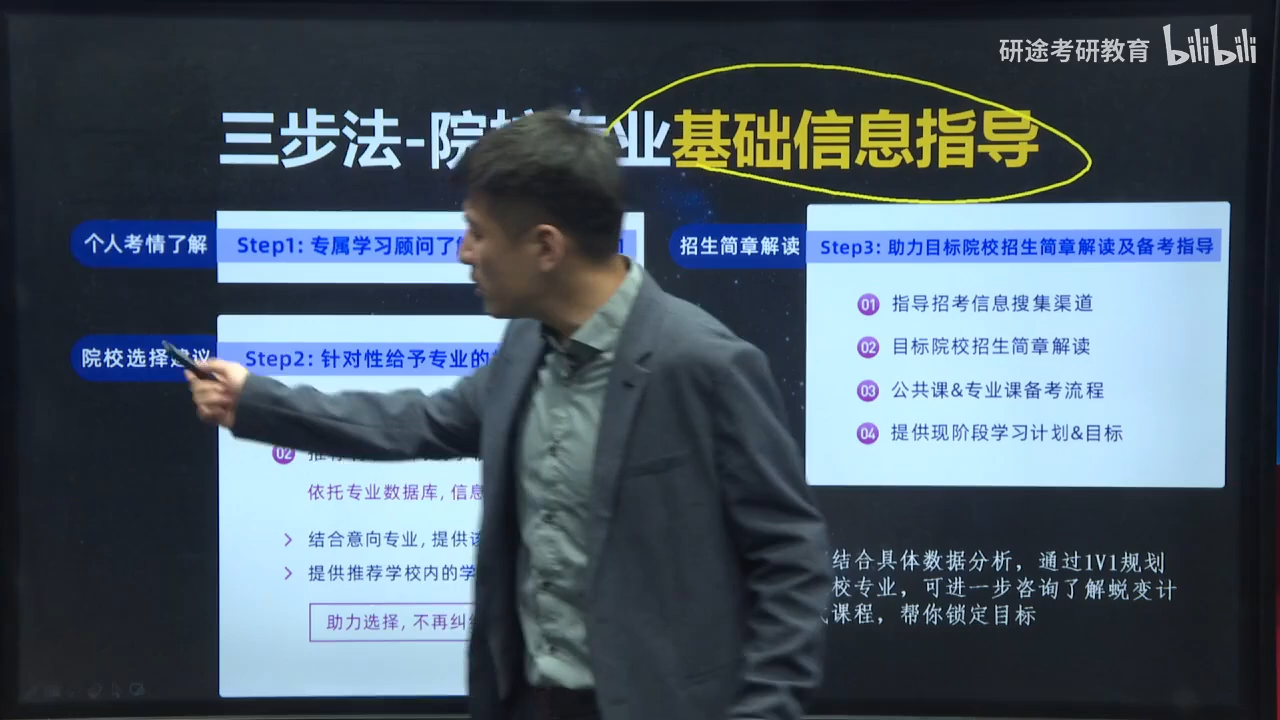 研途考研教育 bilibili
三步法-院校专业基础信息指导
个人考情了解
Step1: 专属学习顾问了
院校选择建议
Step2: 针对性给予专业的
02
依托专业数据库, 信息
结合意向专业, 提供
提供推荐学校内的学
助力选择, 不再纠
招生简章解读
Step3: 助力目标院校招生简章解读及备考指导
01 指导招考信息搜集渠道
02 目标院校招生简章解读
03 公共课&专业课备考流程
04 提供现阶段学习计划&目标
结合具体数据分析，通过1V1规划
校专业，可进一步咨询了解蜕变计
课程，帮你锁定目标